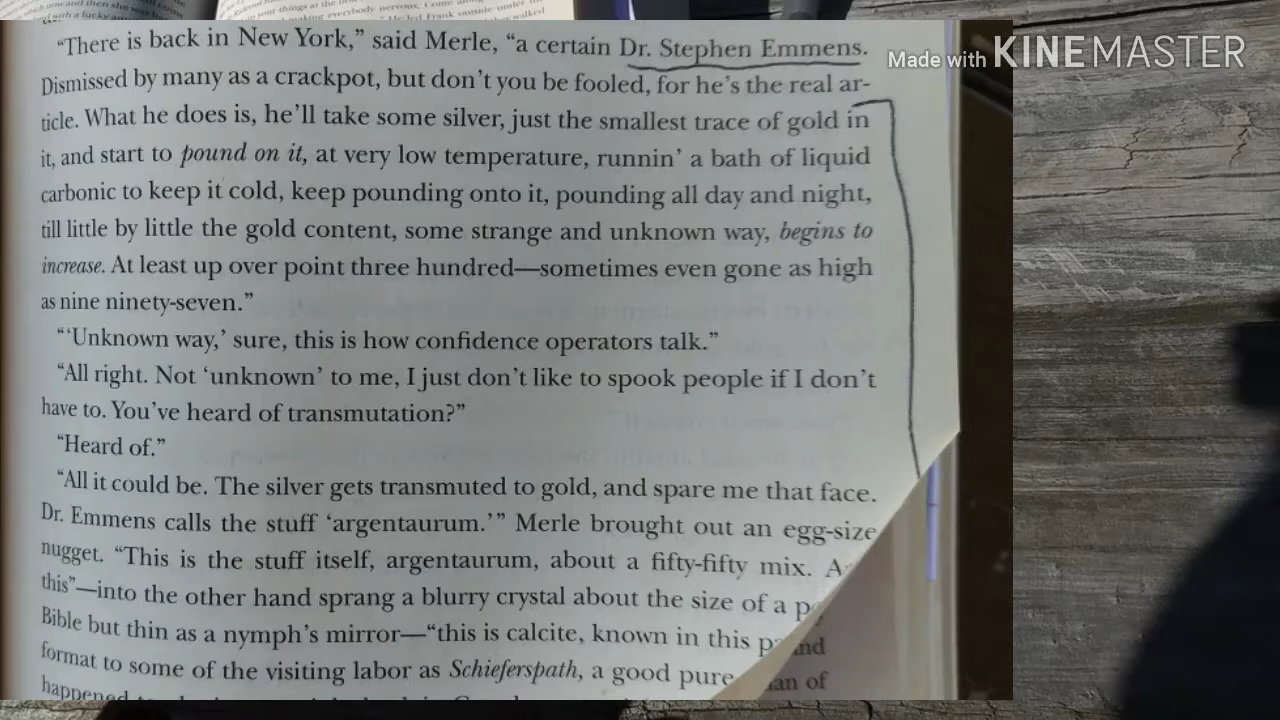 making everybody nervous. Come
"There is back in New York," said Merle, "a certain Dr. Stephen Emmens.
Made with KINEMASTER
Dismissed by many as a crackpot, but don't you be fooled, for he's the real ar-
ticle. What he does is, he'll take some silver, just the smallest trace of gold in
it, and start to pound on it, at very low temperature, runnin' a bath of liquid
carbonic to keep it cold, keep pounding onto it, pounding all day and night,
till little by little the gold content, some strange and unknown way, begins to
increase. At least up over point three hundred—sometimes even gone as high
as nine ninety-seven."
"'Unknown way,' sure, this is how confidence operators talk."
"All right. Not 'unknown' to me, I just don't like to spook people if I don't
have to. You've heard of transmutation?"
"Heard of."
"All it could be. The silver gets transmuted to gold, and spare me that face.
Dr. Emmens calls the stuff 'argentaurum.'" Merle brought out an egg-size
nugget. "This is the stuff itself, argentaurum, about a fifty-fifty mix.
this"—into the other hand sprang a blurry crystal about the size of a
Bible but thin as a nymph's mirror—"this is calcite, known in this
format to some of the visiting labor as Schieferspath, a good pure
of
happened